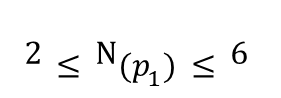 2 ≤ N(p₁) ≤ 6